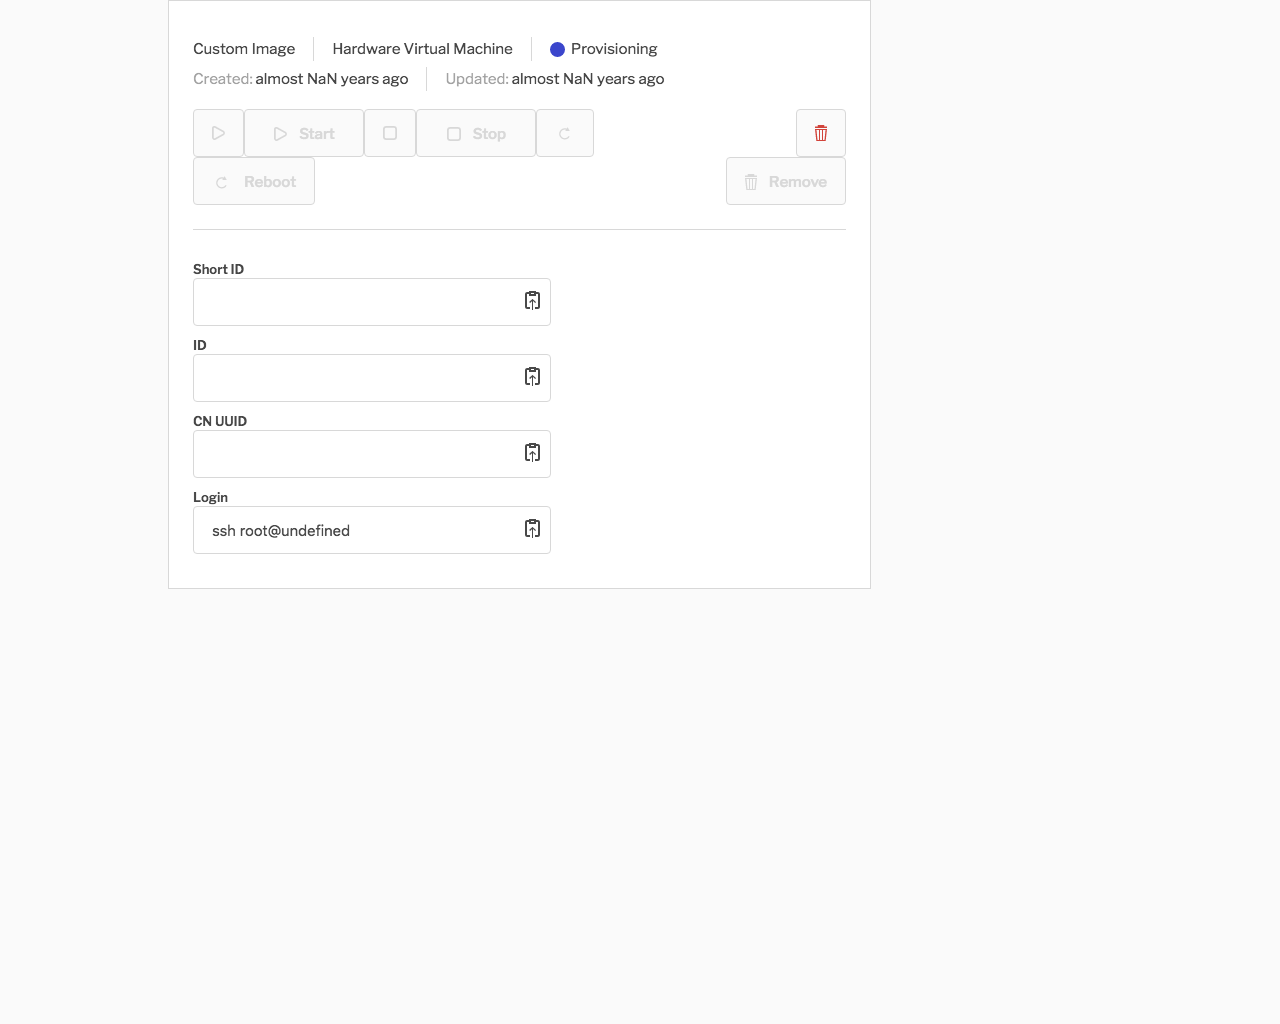 Custom Image Hardware Virtual Machine Provisioning
Created: almost NaN years ago Updated: almost NaN years ago
Start Stop
Reboot Remove
Short ID
ID
CN UUID
Login
ssh root@undefined